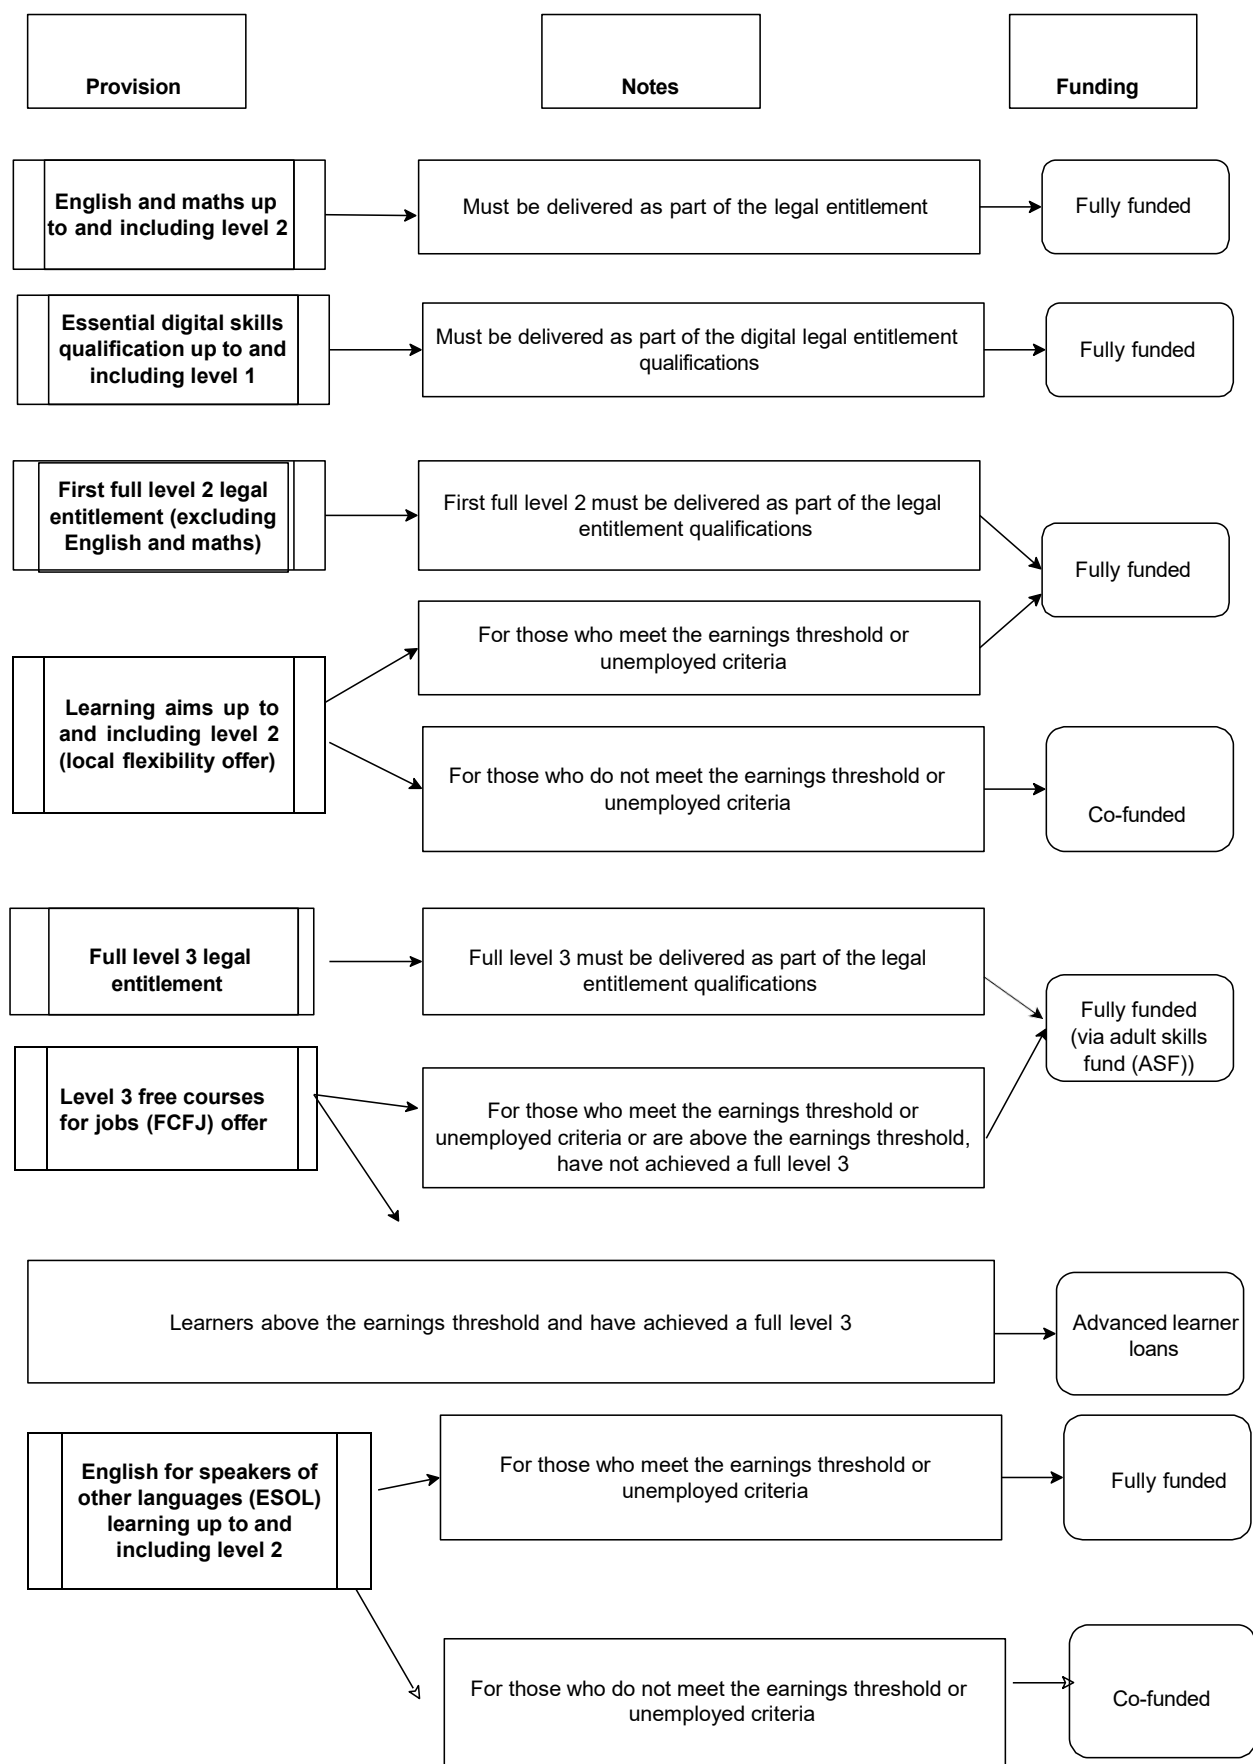 Provision
Notes
Funding
English and maths up
to and including level 2
Must be delivered as part of the legal entitlement
Fully funded
Essential digital skills
qualification up to and
including level 1
Must be delivered as part of the digital legal entitlement
qualifications
Fully funded
First full level 2 legal
entitlement (excluding
English and maths)
First full level 2 must be delivered as part of the legal
entitlement qualifications
Fully funded
Learning aims up to
and including level 2
(local flexibility offer)
For those who meet the earnings threshold or
unemployed criteria
For those who do not meet the earnings threshold or
unemployed criteria
Co-funded
Full level 3 legal
entitlement
Full level 3 must be delivered as part of the legal
entitlement qualifications
Fully funded
(via adult skills
fund (ASF))
Level 3 free courses
for jobs (FCFJ) offer
For those who meet the earnings threshold or
unemployed criteria or are above the earnings threshold,
have not achieved a full level 3
Learners above the earnings threshold and have achieved a full level 3
Advanced learner
loans
English for speakers of
other languages (ESOL)
learning up to and
including level 2
For those who meet the earnings threshold or
unemployed criteria
Fully funded
For those who do not meet the earnings threshold or
unemployed criteria
Co-funded